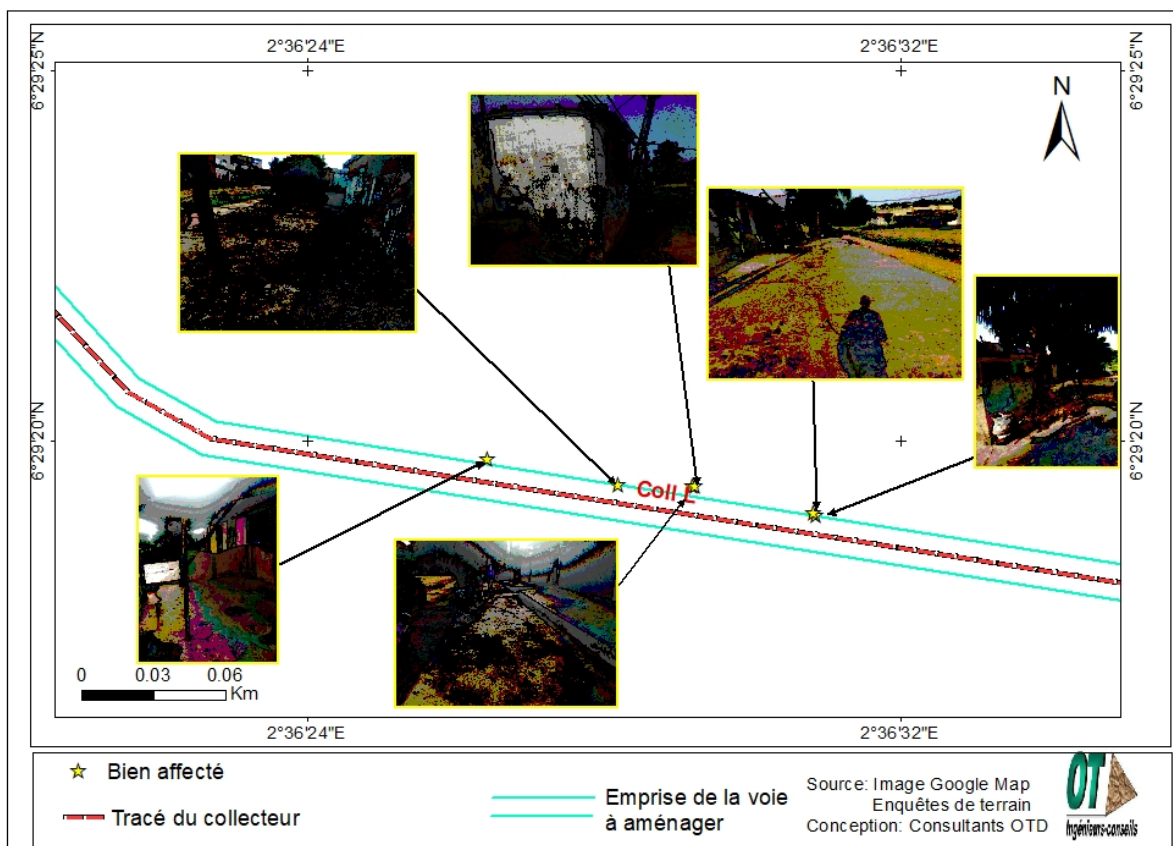 2°36'24"E
2°36'32"E
6°29'25"N
6°29'25"N
N
6°29'20"N
6°29'20"N
Coll L
0 0.03 0.06
Km
2°36'24"E
2°36'32"E
Bien affecté
Tracé du collecteur
Emprise de la voie
à aménager
Source: Image Google Map
Enquêtes de terrain
Conception: Consultants OTD
OT
Ingénieurs-conseils